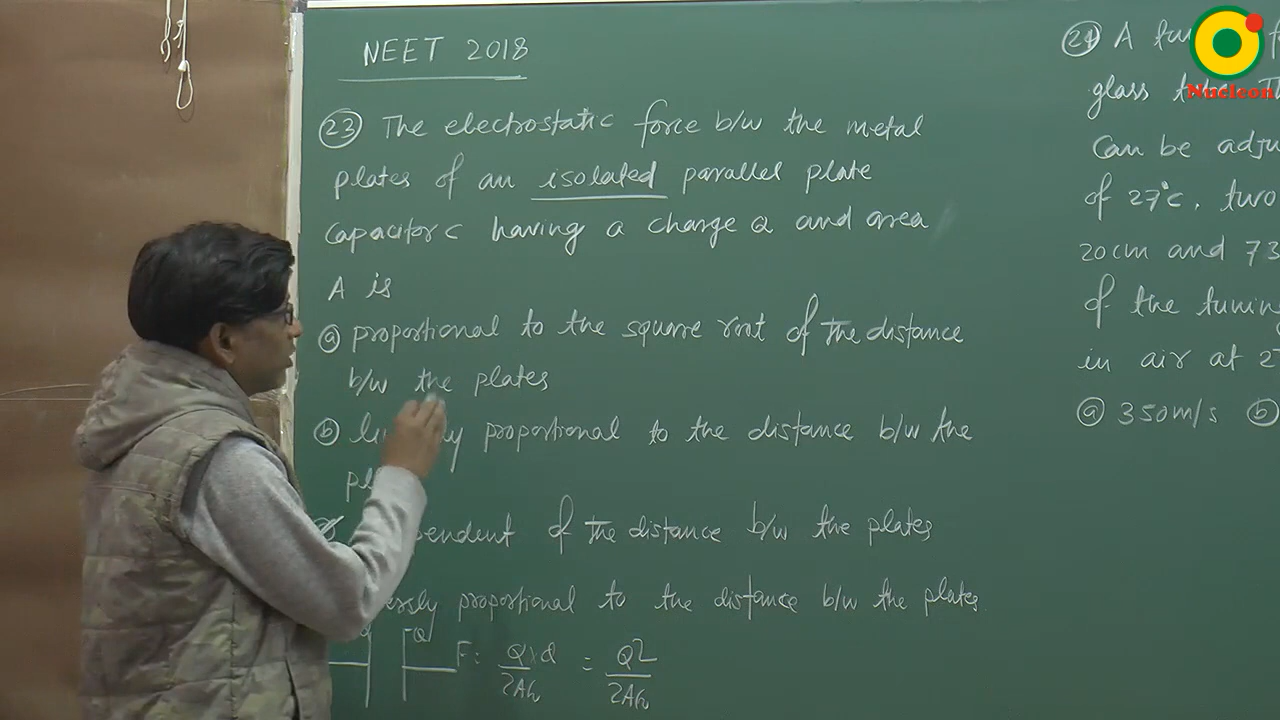 NEET 2018
(23) The electrostatic force b/w the metal
plates of an isolated parallel plate
capacitor C having a charge Q and area
A is
(a) proportional to the square root of the distance
b/w the plates
(b) proportional to the distance b/w the
of the distance b/w the plates
proportional to the distance b/w the plates.
Q F = = Q2
2Aε0 2Aε0
(24) A
glass
can be
of 27°C, two
20cm and 73
of the
in air at
(a) 350m/s (b)
Nucleon